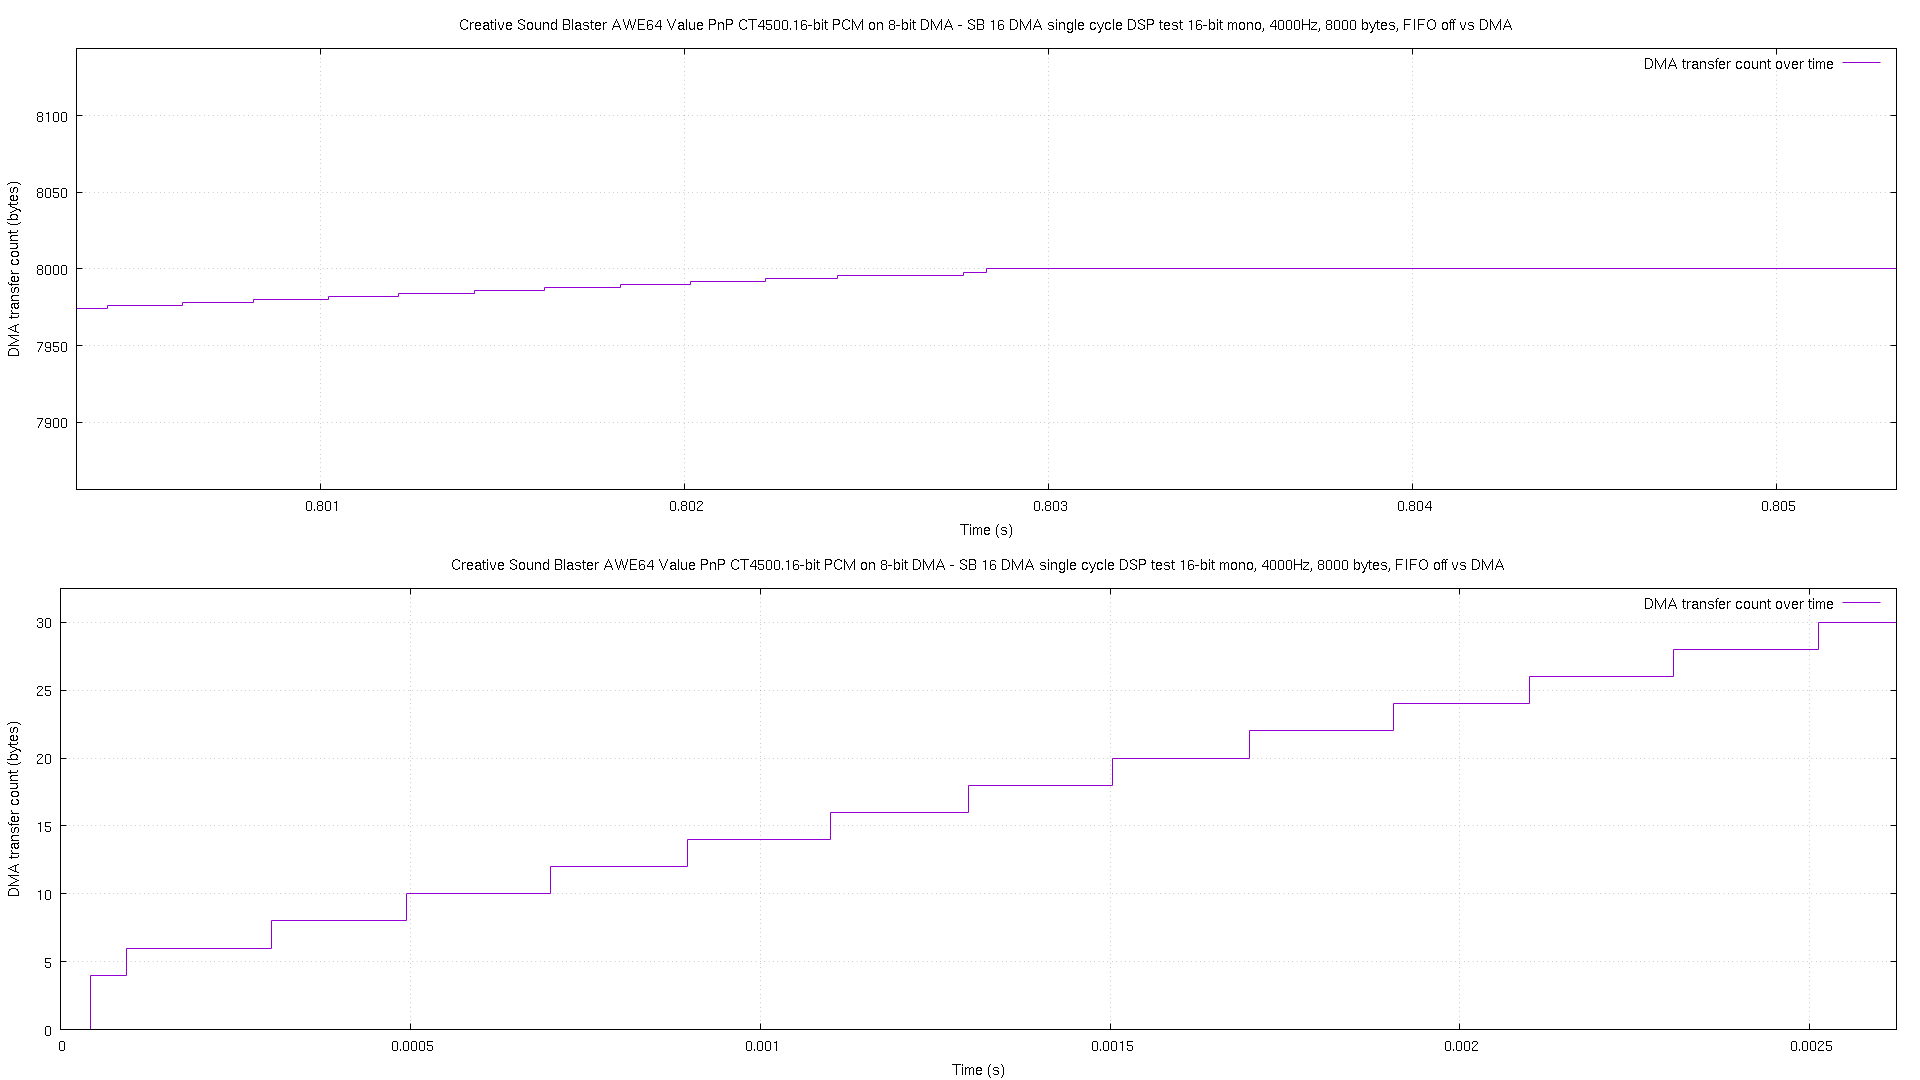 Creative Sound Blaster AWE64 Value PnP CT4500.16-bit PCM on 8-bit DMA - SB 16 DMA single cycle DSP test 16-bit mono, 4000Hz, 8000 bytes, FIFO off vs DMA
DMA transfer count over time
8100
8050
8000
7950
7900
DMA transfer count (bytes)
0.801 0.802 0.803 0.804 0.805
Time (s)
Creative Sound Blaster AWE64 Value PnP CT4500.16-bit PCM on 8-bit DMA - SB 16 DMA single cycle DSP test 16-bit mono, 4000Hz, 8000 bytes, FIFO off vs DMA
DMA transfer count over time
30
25
20
15
10
5
0
DMA transfer count (bytes)
0 0.0005 0.001 0.0015 0.002 0.0025
Time (s)